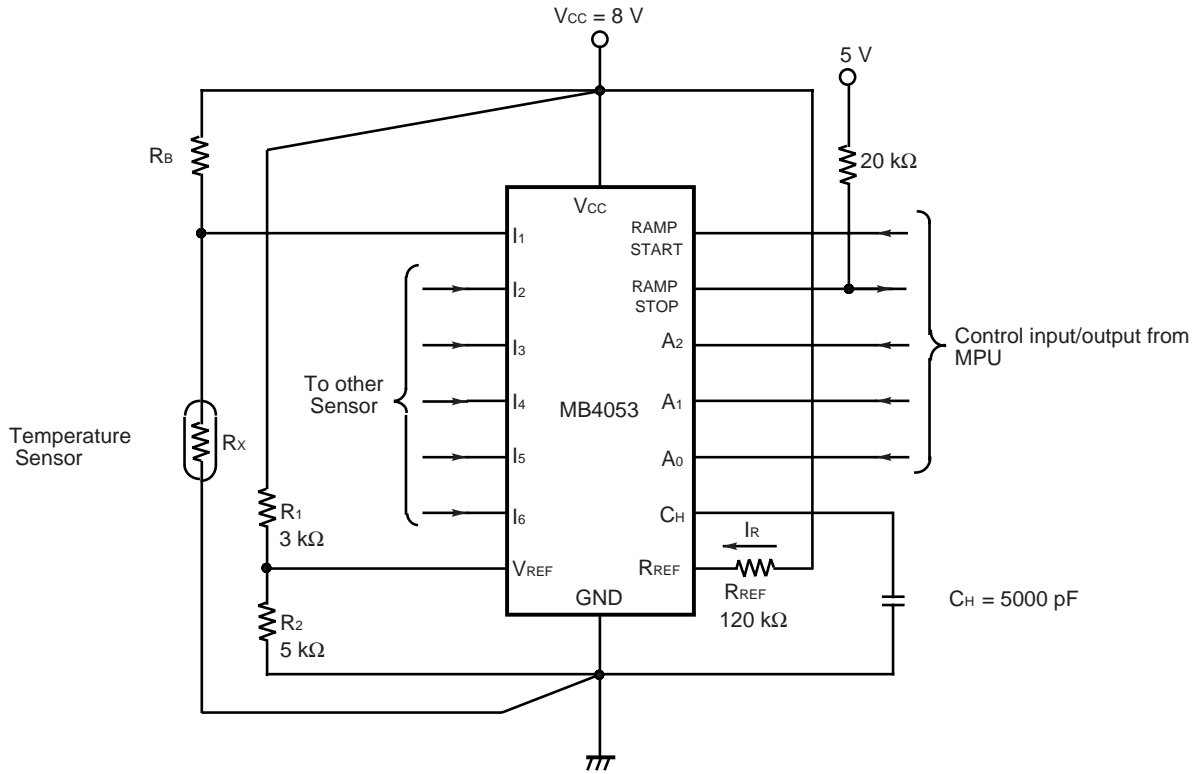 VCC = 8 V
5 V
RB
20 kΩ
VCC
I1
RAMP
START
I2
RAMP
STOP
I3
A2
Control input/output from
MPU
To other
Sensor
I4
MB4053
A1
Temperature
Sensor
RX
I5
A0
R1
3 kΩ
I6
CH
IR
VREF
RREF
GND
RREF
120 kΩ
CH = 5000 pF
R2
5 kΩ